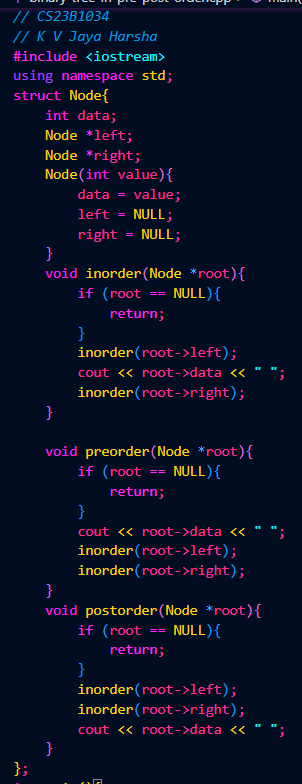 binary-tree-in-pre-post-order.cpp > main()
// CS23B1034
// K V Jaya Harsha
#include <iostream>
using namespace std;
struct Node{
    int data;
    Node *left;
    Node *right;
    Node(int value){
        data = value;
        left = NULL;
        right = NULL;
    }
    void inorder(Node *root){
        if (root == NULL){
            return;
        }
        inorder(root->left);
        cout << root->data << " ";
        inorder(root->right);
    }

    void preorder(Node *root){
        if (root == NULL){
            return;
        }
        cout << root->data << " ";
        inorder(root->left);
        inorder(root->right);
    }
    void postorder(Node *root){
        if (root == NULL){
            return;
        }
        inorder(root->left);
        inorder(root->right);
        cout << root->data << " ";
    }
};